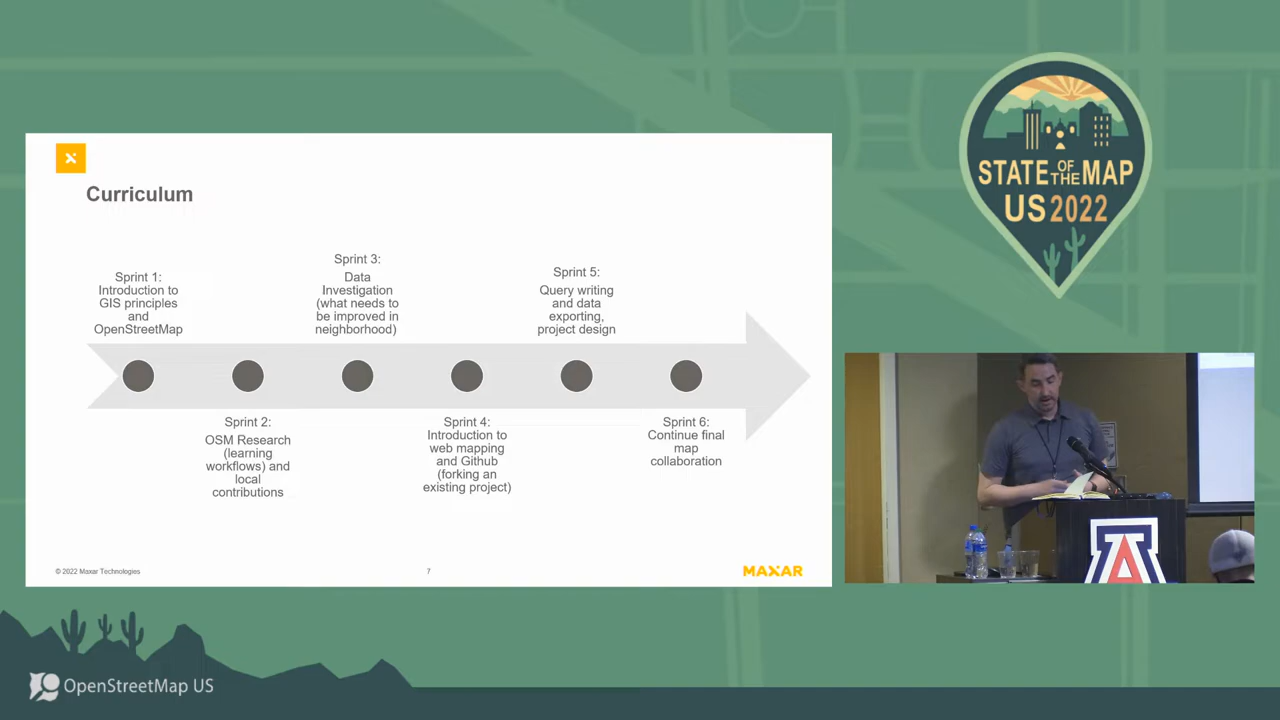 Curriculum
Sprint 1:
Introduction to
GIS principles
and
OpenStreetMap
Sprint 2:
OSM Research
(learning
workflows) and
local
contributions
Sprint 3:
Data
Investigation
(what needs to
be improved in
neighborhood)
Sprint 4:
Introduction to
web mapping
and Github
(forking an
existing project)
Sprint 5:
Query writing
and data
exporting,
project design
Sprint 6:
Continue final
map
collaboration
© 2022 Maxar Technologies
7
MAXAR
STATE OF THE MAP
US 2022
A
OpenStreetMap US